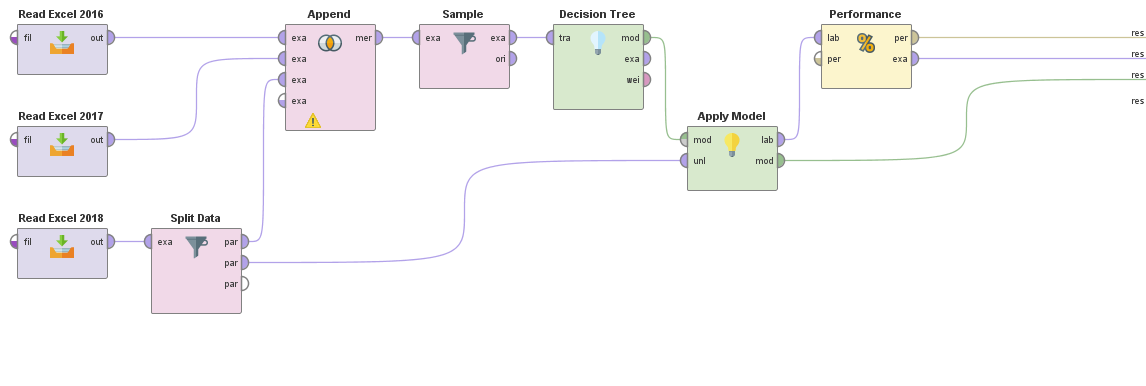 Read Excel 2016
fil out
Append
exa mer
exa
exa
exa
Sample
exa exa
ori
Decision Tree
tra mod
exa
wei
Performance
lab per
per exa
res
res
res
res
Read Excel 2017
fil out
Apply Model
mod lab
unl mod
Read Excel 2018
fil out
Split Data
exa par
par
par